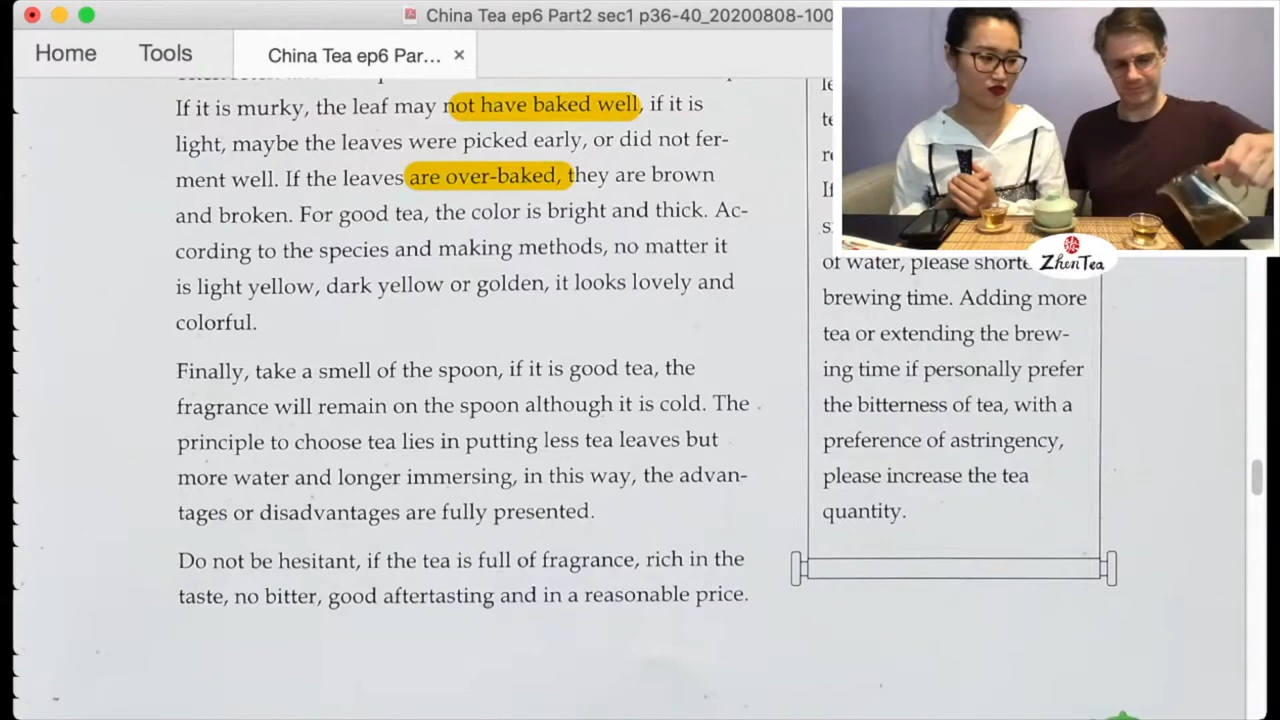 China Tea ep6 Part2 sec1 p36-40_20200808-100
Home
Tools
China Tea ep6 Par...
If it is murky, the leaf may not have baked well, if it is
light, maybe the leaves were picked early, or did not fer-
ment well. If the leaves are over-baked, they are brown
and broken. For good tea, the color is bright and thick. Ac-
cording to the species and making methods, no matter it
is light yellow, dark yellow or golden, it looks lovely and
colorful.
Finally, take a smell of the spoon, if it is good tea, the
fragrance will remain on the spoon although it is cold. The
principle to choose tea lies in putting less tea leaves but
more water and longer immersing, in this way, the advan-
tages or disadvantages are fully presented.
Do not be hesitant, if the tea is full of fragrance, rich in the
taste, no bitter, good aftertasting and in a reasonable price.
of water, please shorte
brewing time. Adding more
tea or extending the brew-
ing time if personally prefer
the bitterness of tea, with a
preference of astringency,
please increase the tea
quantity.
ZhenTea